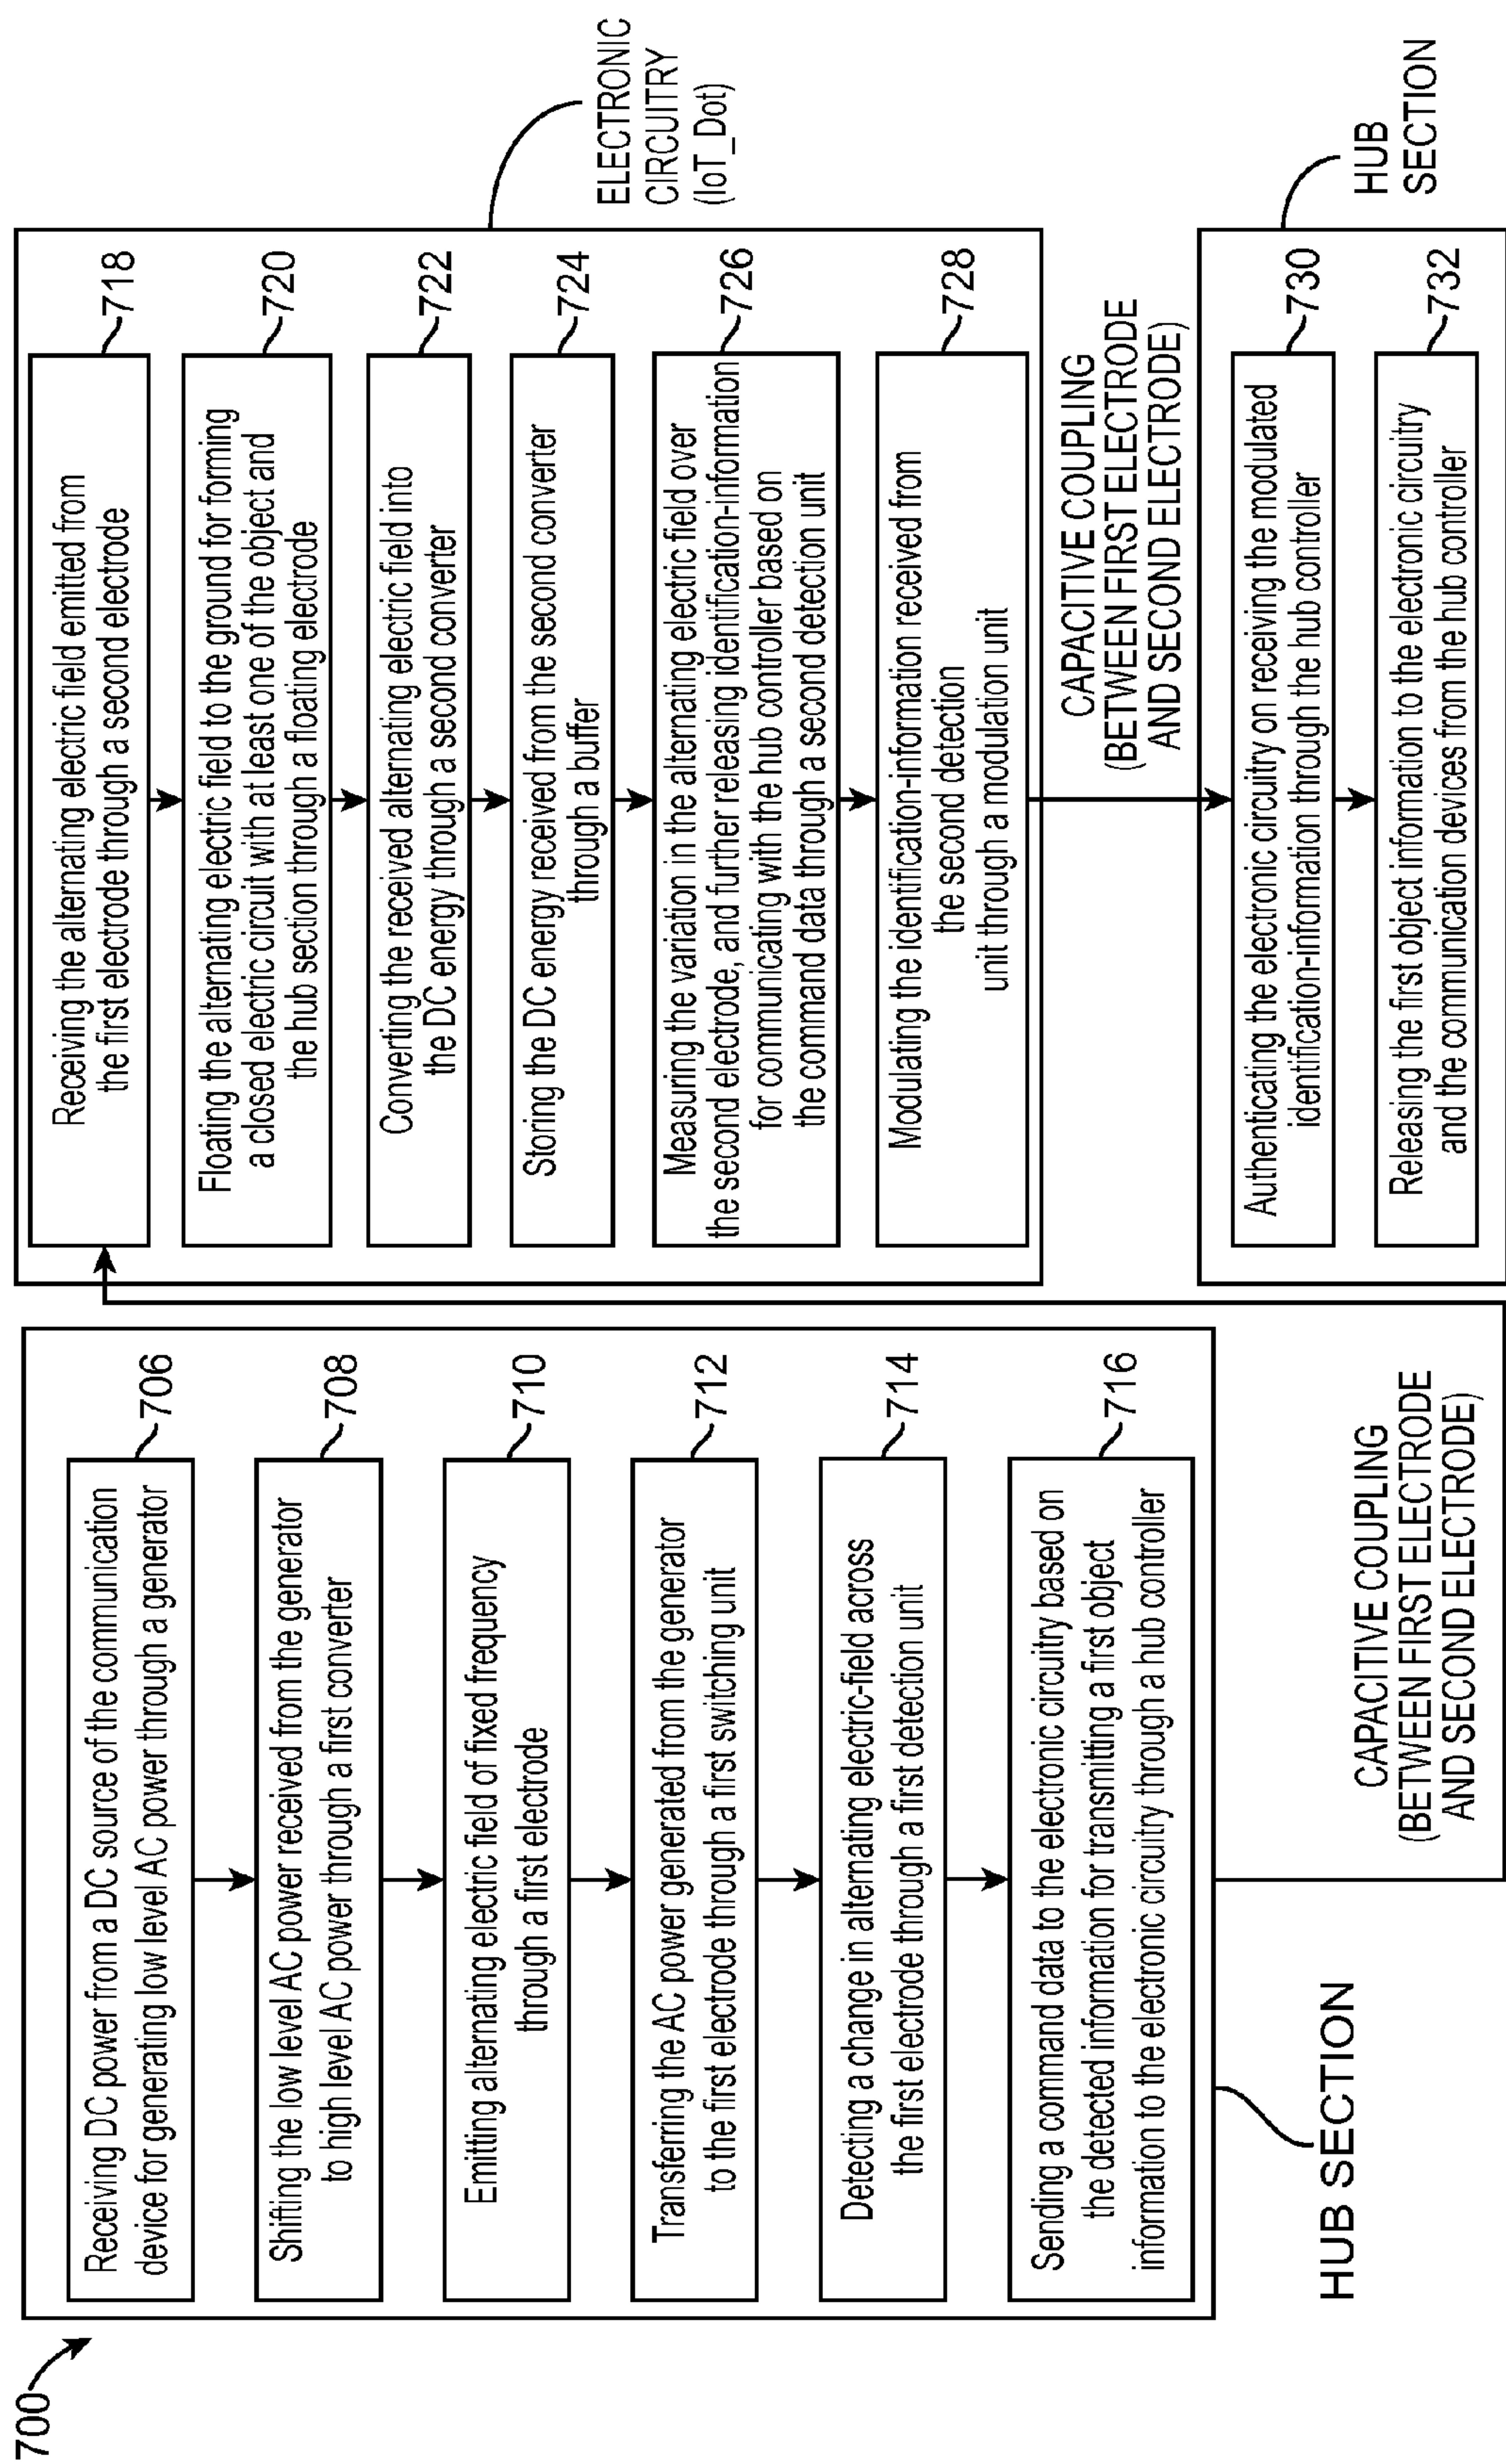 700
Receiving DC power from a DC source of the communication
device for generating low level AC power through a generator
706
Shifting the low level AC power received from the generator
to high level AC power through a first converter
708
Emitting alternating electric field of fixed frequency
through a first electrode
710
Transferring the AC power generated from the generator
to the first electrode through a first switching unit
712
Detecting a change in alternating electric-field across
the first electrode through a first detection unit
714
Sending a command data to the electronic circuitry based on
the detected information for transmitting a first object
information to the electronic circuitry through a hub controller
716
HUB SECTION
CAPACITIVE COUPLING
(BETWEEN FIRST ELECTRODE
AND SECOND ELECTRODE)
Receiving the alternating electric field emitted from
the first electrode through a second electrode
718
Floating the alternating electric field to the ground for forming
a closed electric circuit with at least one of the object and
the hub section through a floating electrode
720
Converting the received alternating electric field into
the DC energy through a second converter
722
Storing the DC energy received from the second converter
through a buffer
724
Measuring the variation in the alternating electric field over
the second electrode, and further releasing identification-information
for communicating with the hub controller based on
the command data through a second detection unit
726
Modulating the identification-information received from
the second detection
unit through a modulation unit
728
ELECTRONIC
CIRCUITRY
(IoT_Dot)
CAPACITIVE COUPLING
(BETWEEN FIRST ELECTRODE
AND SECOND ELECTRODE)
Authenticating the electronic circuitry on receiving the modulated
identification-information through the hub controller
730
Releasing the first object information to the electronic circuitry
and the communication devices from the hub controller
732
HUB
SECTION